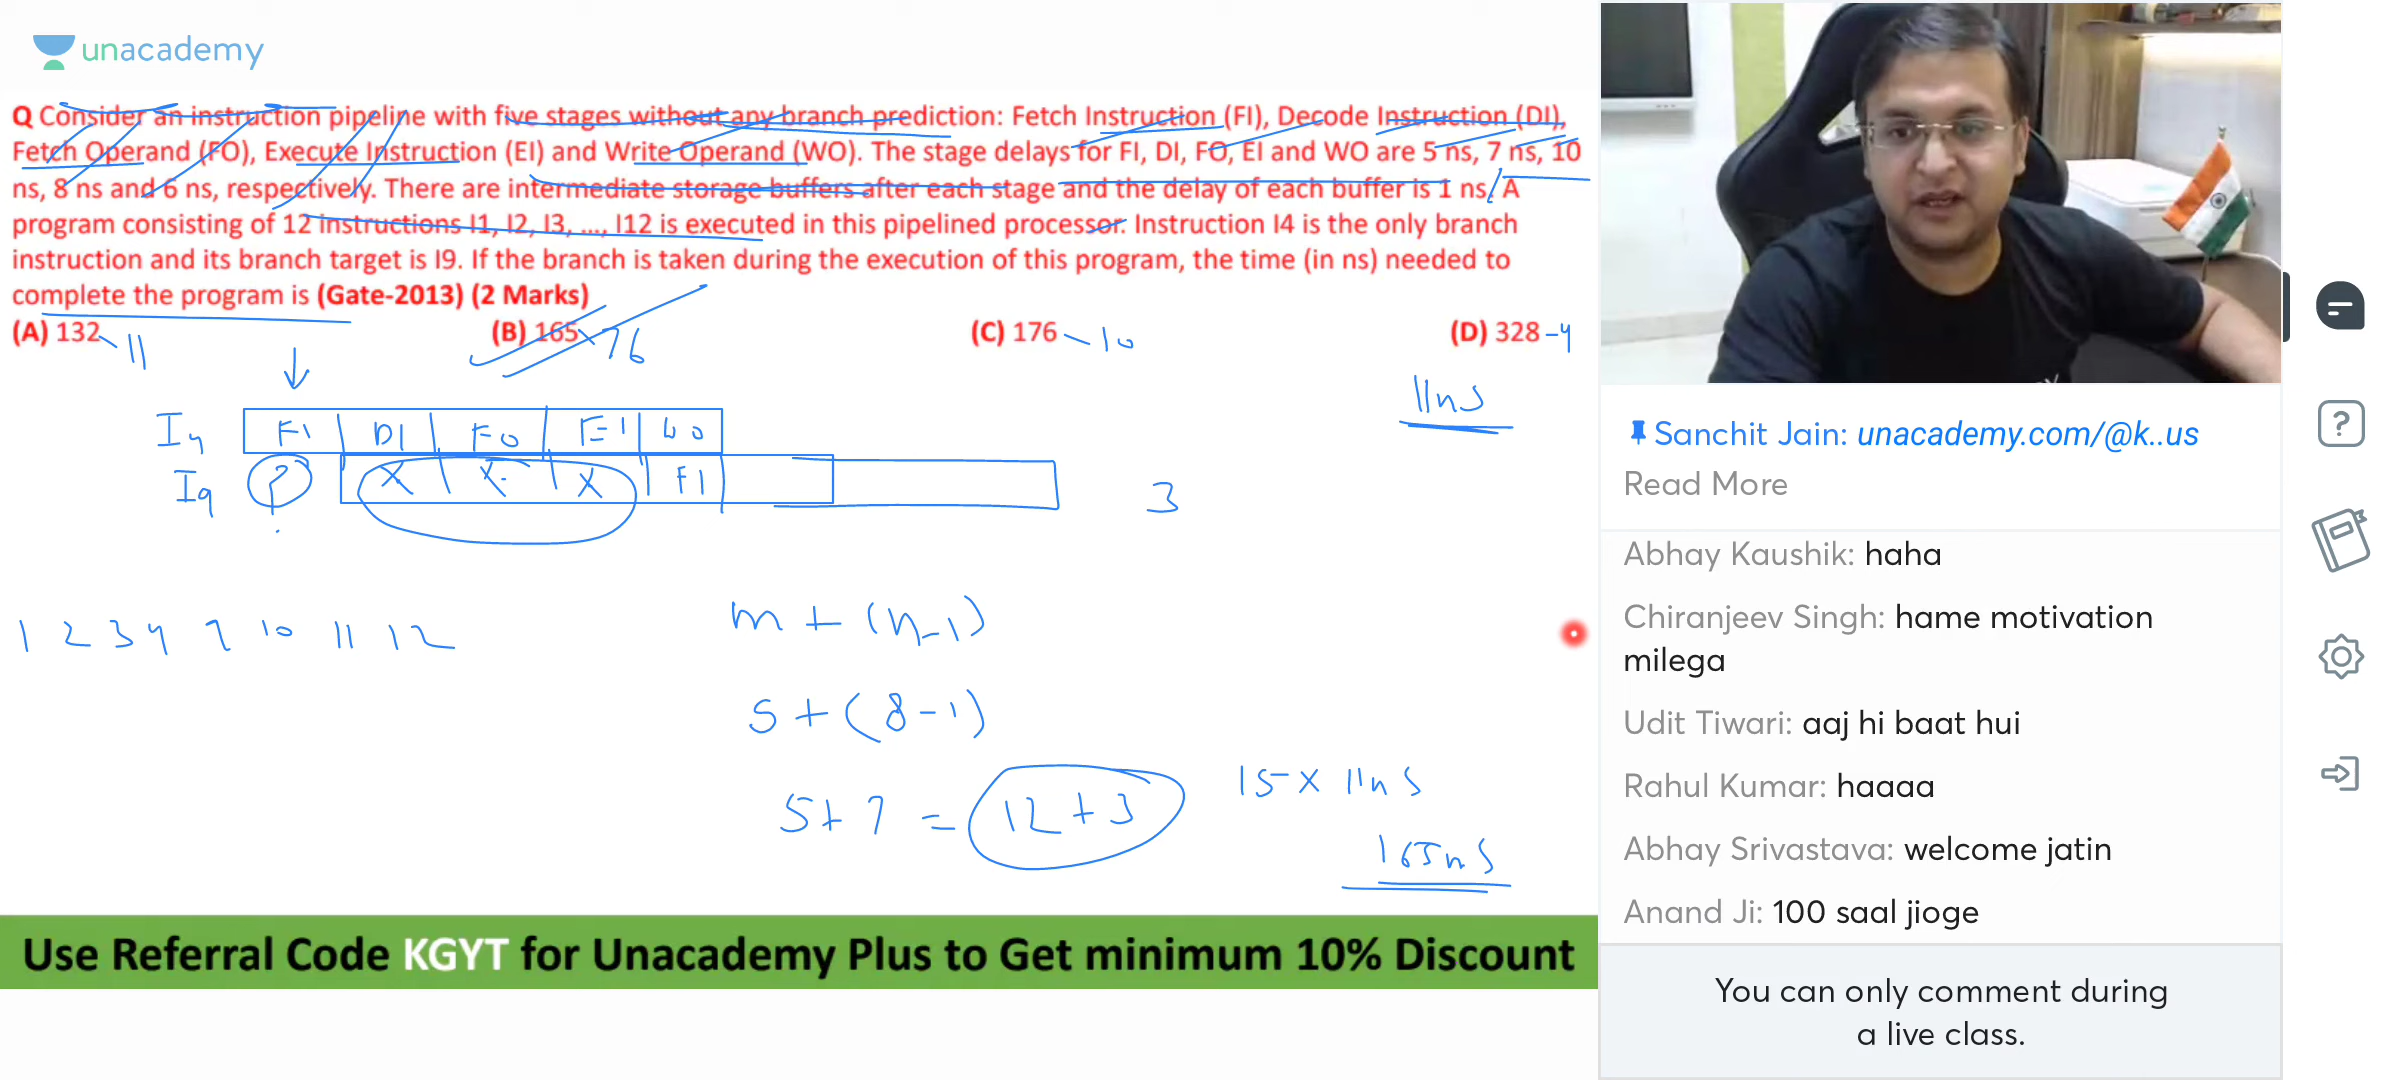 unacademy
Q Consider an instruction pipeline with five stages without any branch prediction: Fetch Instruction (FI), Decode Instruction (DI),
Fetch Operand (FO), Execute Instruction (EI) and Write Operand (WO). The stage delays for FI, DI, FO, EI and WO are 5 ns, 7 ns, 10
ns, 8 ns and 6 ns, respectively. There are intermediate storage buffers after each stage and the delay of each buffer is 1 ns. A
program consisting of 12 instructions I1, I2, I3, ..., I12 is executed in this pipelined processor. Instruction I4 is the only branch
instruction and its branch target is I9. If the branch is taken during the execution of this program, the time (in ns) needed to
complete the program is (Gate-2013) (2 Marks)
(A) 132 (B) 165 (C) 176 (D) 328
11 76 10 -4
11ns
I4 FI DI FO EI WO
I9 ? X X X FI
3
1 2 3 4 9 10 11 12
m + (n-1)
5 + (8-1)
5+7 = 12+3
15 x 11ns
165ns
Use Referral Code KGYT for Unacademy Plus to Get minimum 10% Discount
Sanchit Jain: unacademy.com/@k..us
Read More
Abhay Kaushik: haha
Chiranjeev Singh: hame motivation
milega
Udit Tiwari: aaj hi baat hui
Rahul Kumar: haaaa
Abhay Srivastava: welcome jatin
Anand Ji: 100 saal jioge
You can only comment during
a live class.
?